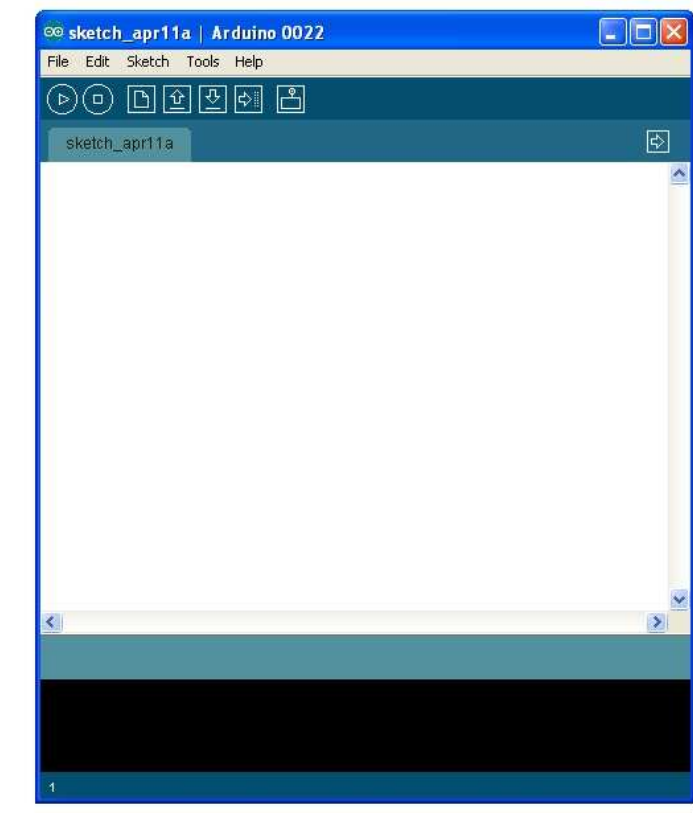 sketch_apr11a | Arduino 0022
File Edit Sketch Tools Help
sketch_apr11a
1